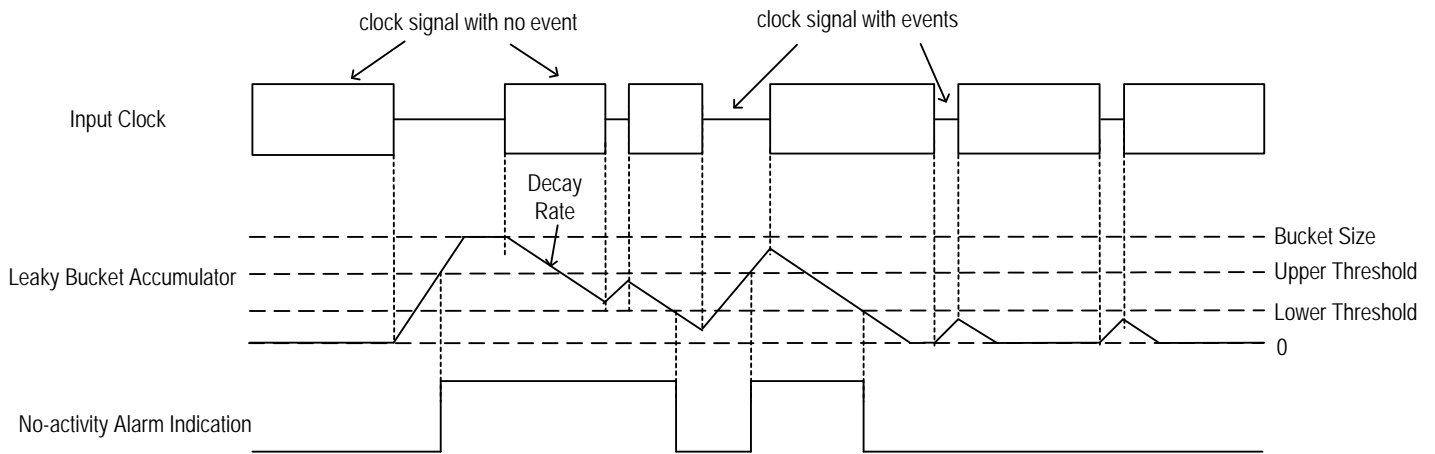 clock signal with no event
clock signal with events
Input Clock
Decay
Rate
Bucket Size
Leaky Bucket Accumulator
Upper Threshold
Lower Threshold
0
No-activity Alarm Indication